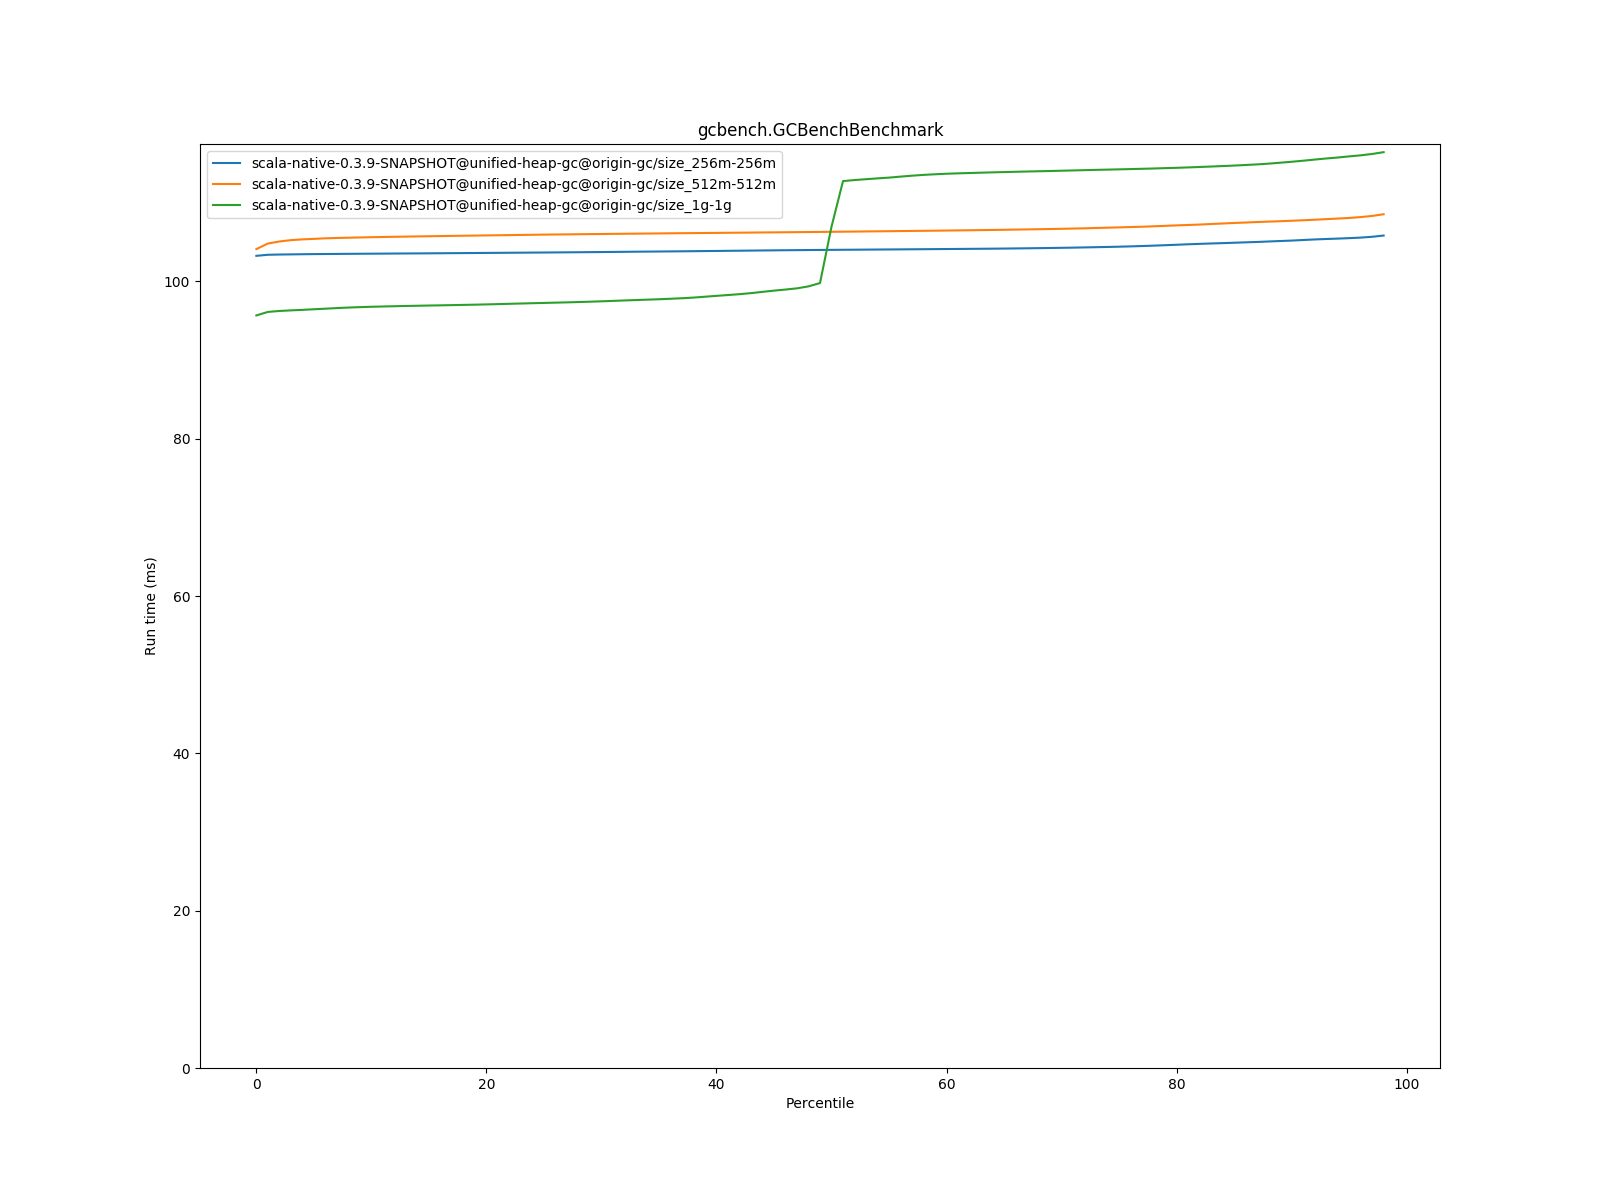 gcbench.GCBenchBenchmark
scala-native-0.3.9-SNAPSHOT@unified-heap-gc@origin-gc/size_256m-256m
scala-native-0.3.9-SNAPSHOT@unified-heap-gc@origin-gc/size_512m-512m
scala-native-0.3.9-SNAPSHOT@unified-heap-gc@origin-gc/size_1g-1g
100
80
60
40
20
0
Run time (ms)
0 20 40 60 80 100
Percentile